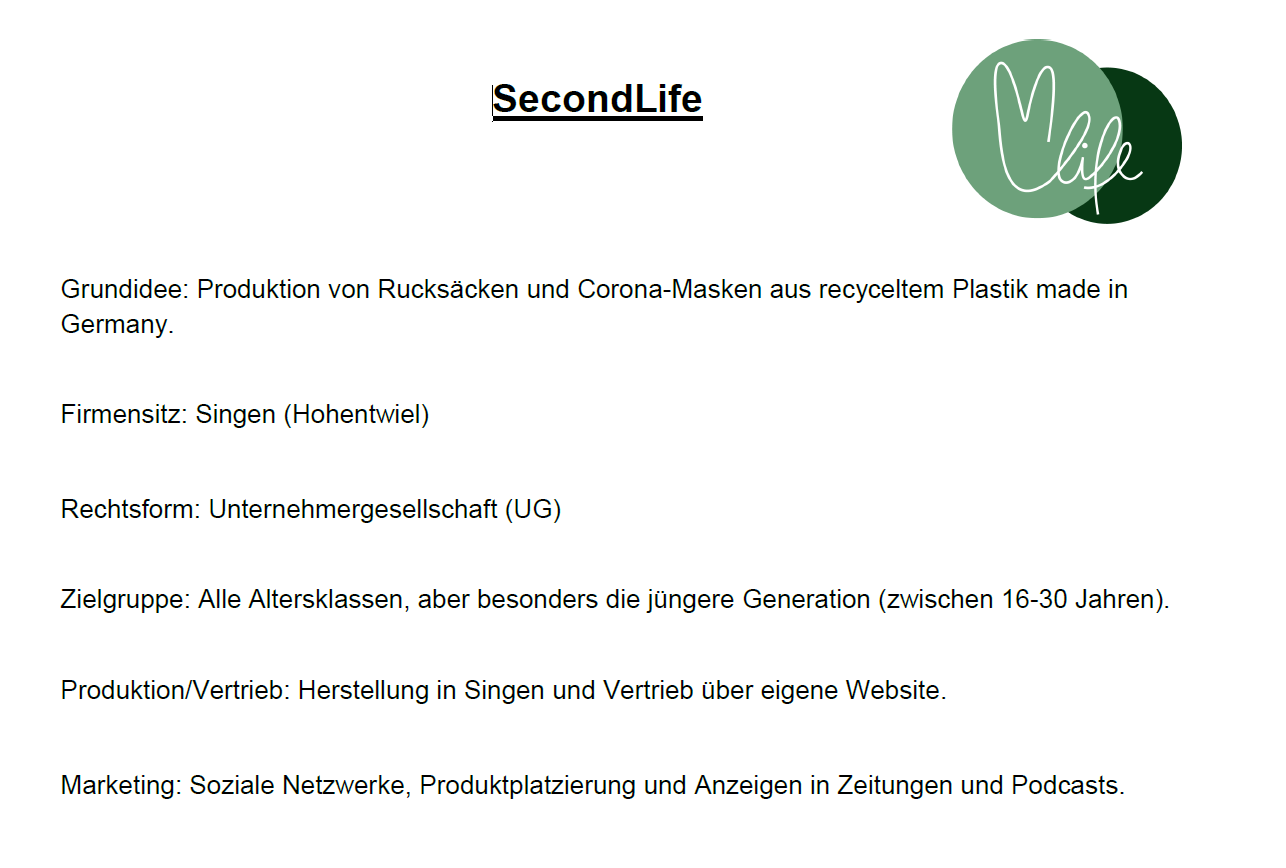 SecondLife
life
Grundidee: Produktion von Rucksäcken und Corona-Masken aus recyceltem Plastik made in
Germany.
Firmensitz: Singen (Hohentwiel)
Rechtsform: Unternehmergesellschaft (UG)
Zielgruppe: Alle Altersklassen, aber besonders die jüngere Generation (zwischen 16-30 Jahren).
Produktion/Vertrieb: Herstellung in Singen und Vertrieb über eigene Website.
Marketing: Soziale Netzwerke, Produktplatzierung und Anzeigen in Zeitungen und Podcasts.